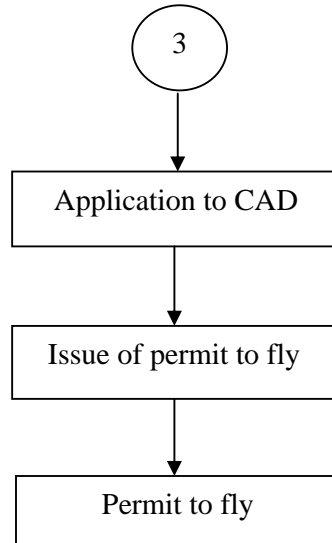 3
Application to CAD
Issue of permit to fly
Permit to fly